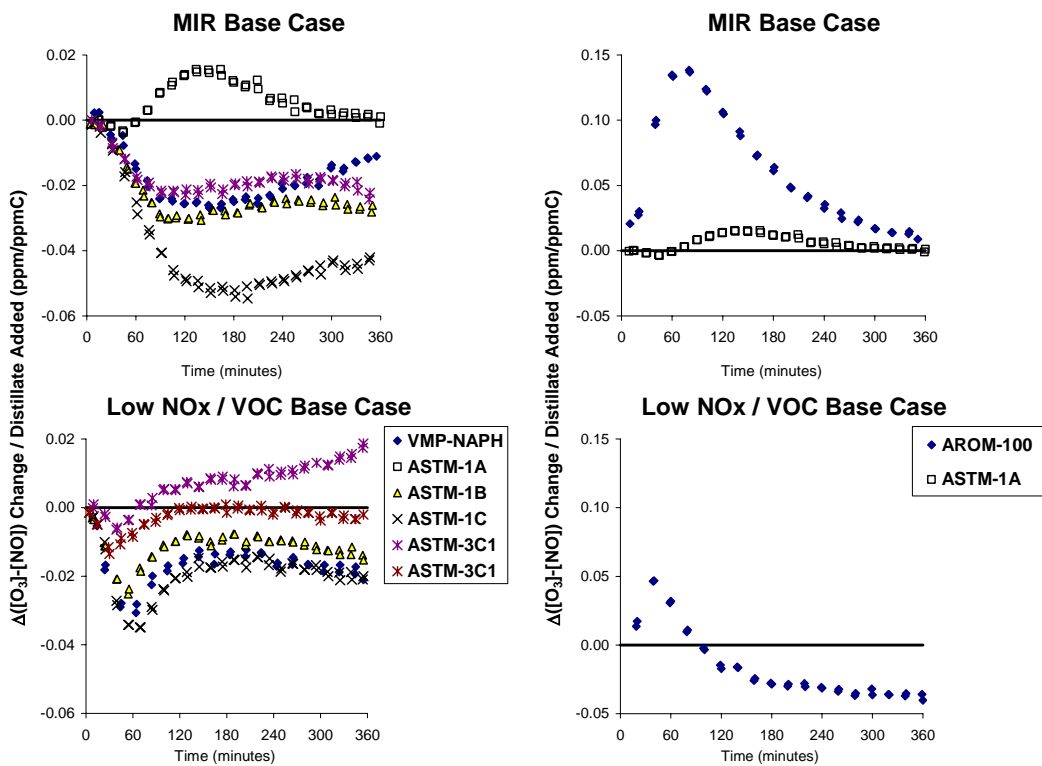 MIR Base Case
0.02
0.00
-0.02
-0.04
-0.06
0 60 120 180 240 300 360
Time (minutes)
MIR Base Case
0.15
0.10
0.05
0.00
-0.05
0 60 120 180 240 300 360
Time (minutes)
Δ([O3]-[NO]) Change / Distillate Added (ppm/ppmC)
Δ([O3]-[NO]) Change / Distillate Added (ppm/ppmC)
Low NOx / VOC Base Case
0.02
0.00
-0.02
-0.04
-0.06
0 60 120 180 240 300 360
Time (minutes)
VMP-NAPH
ASTM-1A
ASTM-1B
ASTM-1C
ASTM-3C1
ASTM-3C1
Low NOx / VOC Base Case
0.15
0.10
0.05
0.00
-0.05
0 60 120 180 240 300 360
Time (minutes)
AROM-100
ASTM-1A